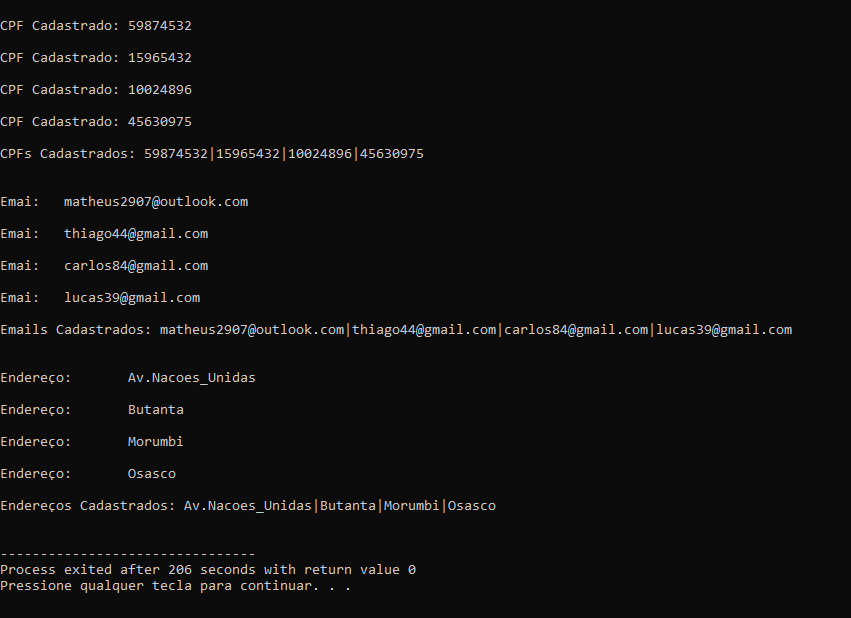 CPF Cadastrado: 59874532
CPF Cadastrado: 15965432
CPF Cadastrado: 10024896
CPF Cadastrado: 45630975
CPFs Cadastrados: 59874532|15965432|10024896|45630975
Emai:   matheus2907@outlook.com
Emai:   thiago44@gmail.com
Emai:   carlos84@gmail.com
Emai:   lucas39@gmail.com
Emails Cadastrados: matheus2907@outlook.com|thiago44@gmail.com|carlos84@gmail.com|lucas39@gmail.com
Endereço:       Av.Nacoes_Unidas
Endereço:       Butanta
Endereço:       Morumbi
Endereço:       Osasco
Endereços Cadastrados: Av.Nacoes_Unidas|Butanta|Morumbi|Osasco
--------------------------------
Process exited after 206 seconds with return value 0
Pressione qualquer tecla para continuar. . .